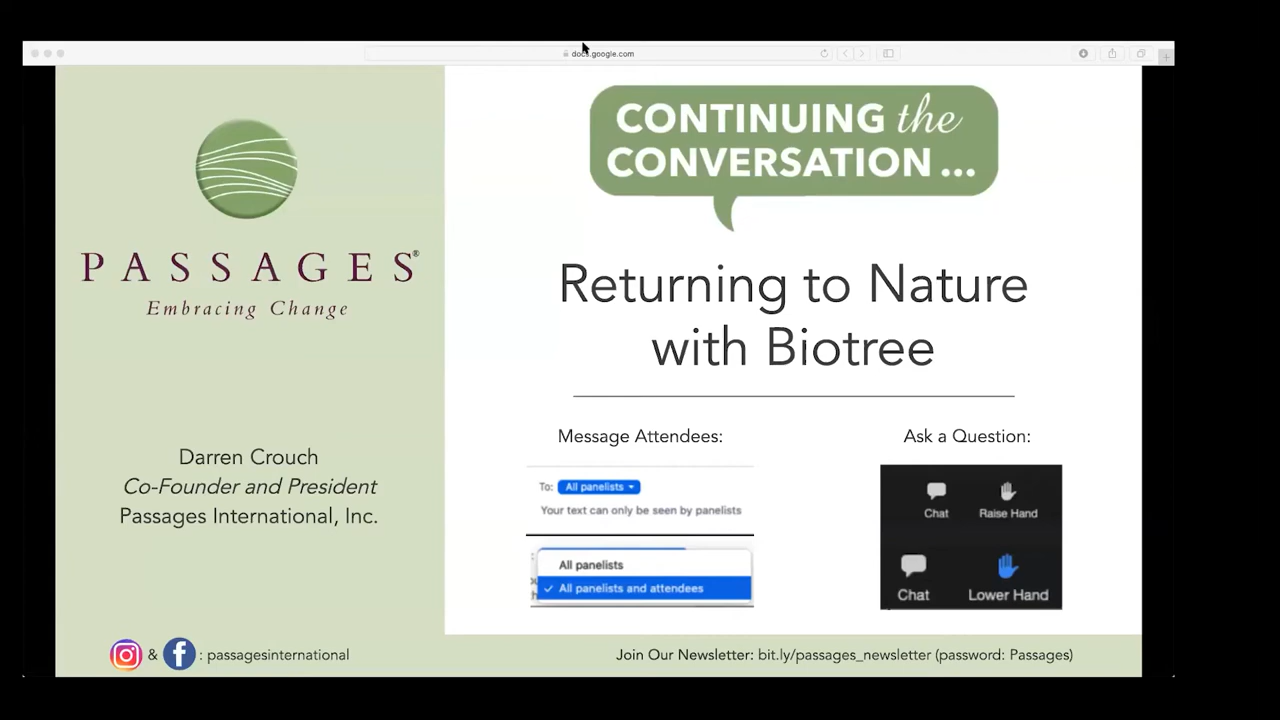 docs.google.com
PASSAGES®
Embracing Change
Darren Crouch
Co-Founder and President
Passages International, Inc.
CONTINUING the
CONVERSATION ...
Returning to Nature
with Biotree
Message Attendees:
To: All panelists
Your text can only be seen by panelists
All panelists
✓ All panelists and attendees
Ask a Question:
Chat Raise Hand
Chat Lower Hand
& : passagesinternational
Join Our Newsletter: bit.ly/passages_newsletter (password: Passages)